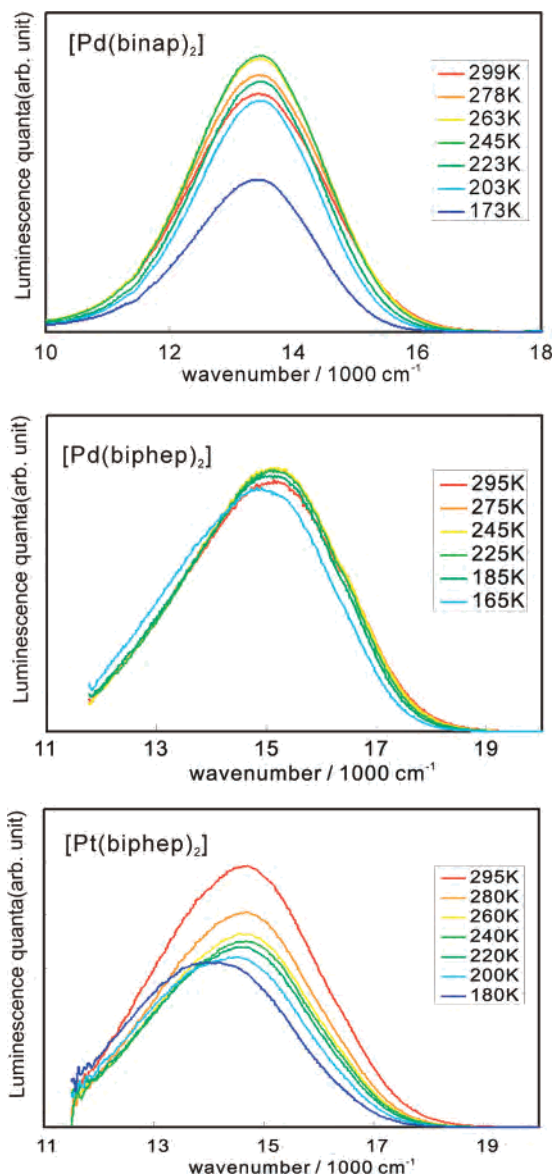 [Pd(binap)₂]
Luminescence quanta(arb. unit)
299K
278K
263K
245K
223K
203K
173K
10 12 14 16 18
wavenumber / 1000 cm⁻¹
[Pd(biphep)₂]
Luminescence quanta(arb. unit)
295K
275K
245K
225K
185K
165K
11 13 15 17 19
wavenumber / 1000 cm⁻¹
[Pt(biphep)₂]
Luminescence quanta(arb. unit)
295K
280K
260K
240K
220K
200K
180K
11 13 15 17 19
wavenumber / 1000 cm⁻¹